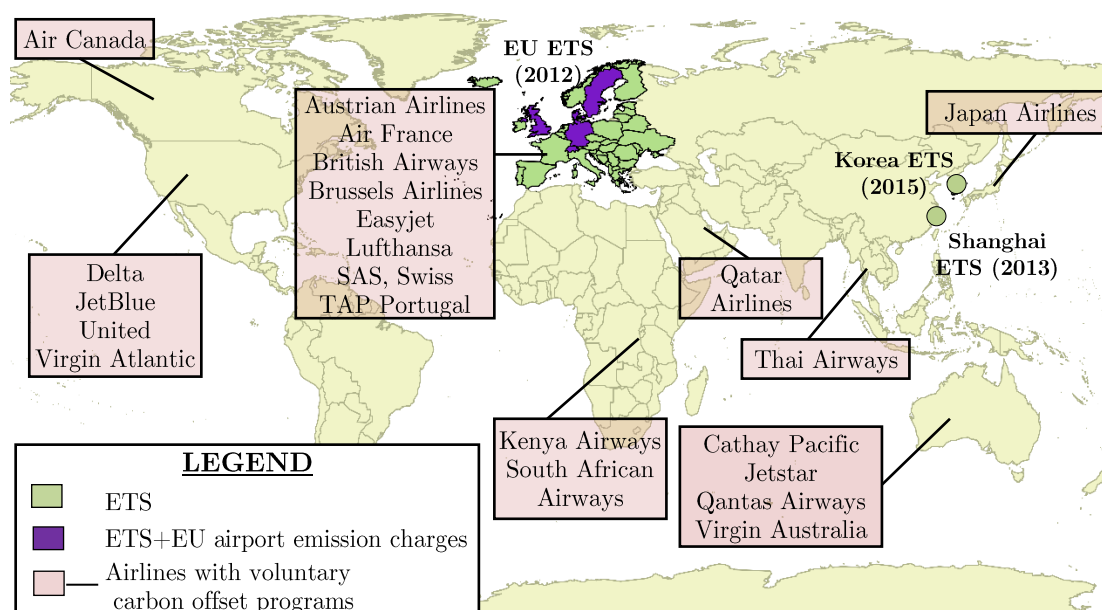 Air Canada
EU ETS
(2012)
Austrian Airlines
Air France
British Airways
Brussels Airlines
Easyjet
Lufthansa
SAS, Swiss
TAP Portugal
Japan Airlines
Korea ETS
(2015)
Shanghai
ETS (2013)
Delta
JetBlue
United
Virgin Atlantic
Qatar
Airlines
Thai Airways
Kenya Airways
South African
Airways
Cathay Pacific
Jetstar
Qantas Airways
Virgin Australia
LEGEND
ETS
ETS+EU airport emission charges
Airlines with voluntary
carbon offset programs